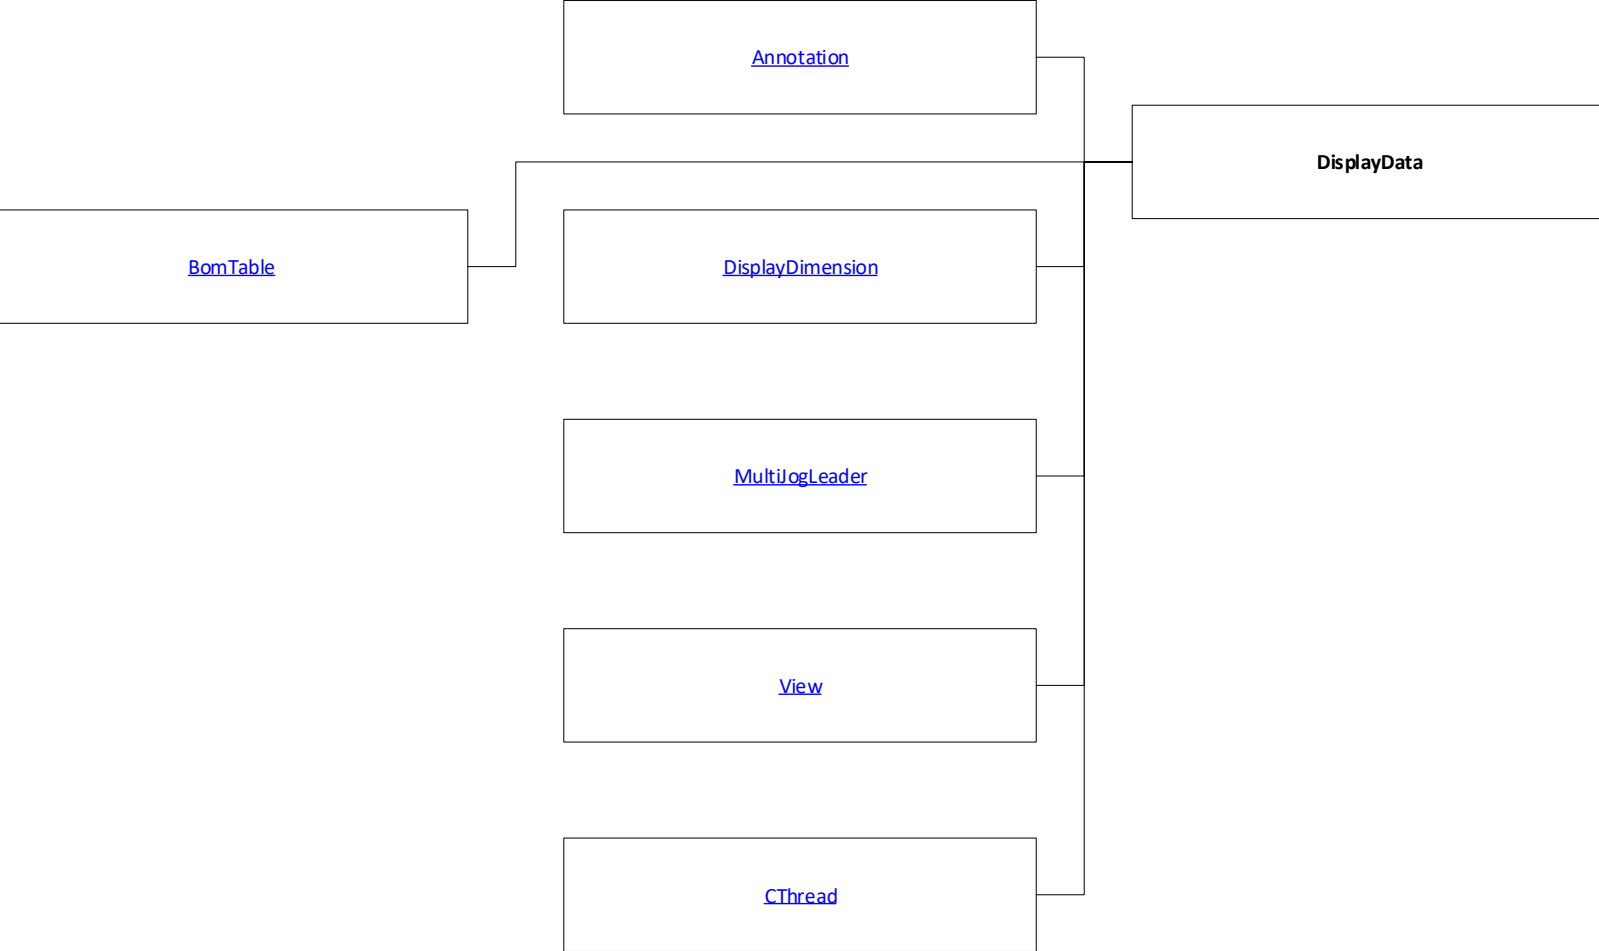 Annotation
DisplayData
BomTable
DisplayDimension
MultiJogLeader
View
CThread